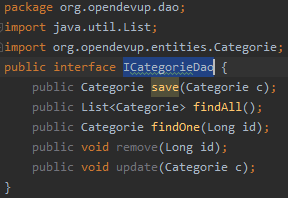 package org.opendevup.dao;
import java.util.List;
import org.opendevup.entities.Categorie;
public interface ICategorieDao {
public Categorie save(Categorie c);
public List<Categorie> findAll();
public Categorie findOne(Long id);
public void remove(Long id);
public void update(Categorie c);
}